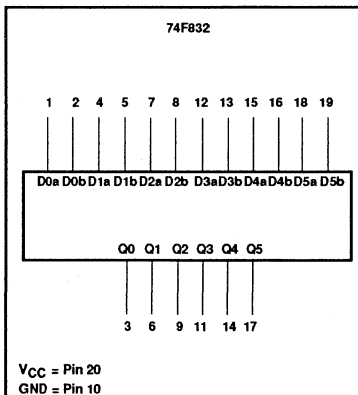 74F832
1 2 4 5 7 8 12 13 15 16 18 19
D0a D0b D1a D1b D2a D2b D3a D3b D4a D4b D5a D5b
Q0 Q1 Q2 Q3 Q4 Q5
3 6 9 11 14 17
VCC = Pin 20
GND = Pin 10